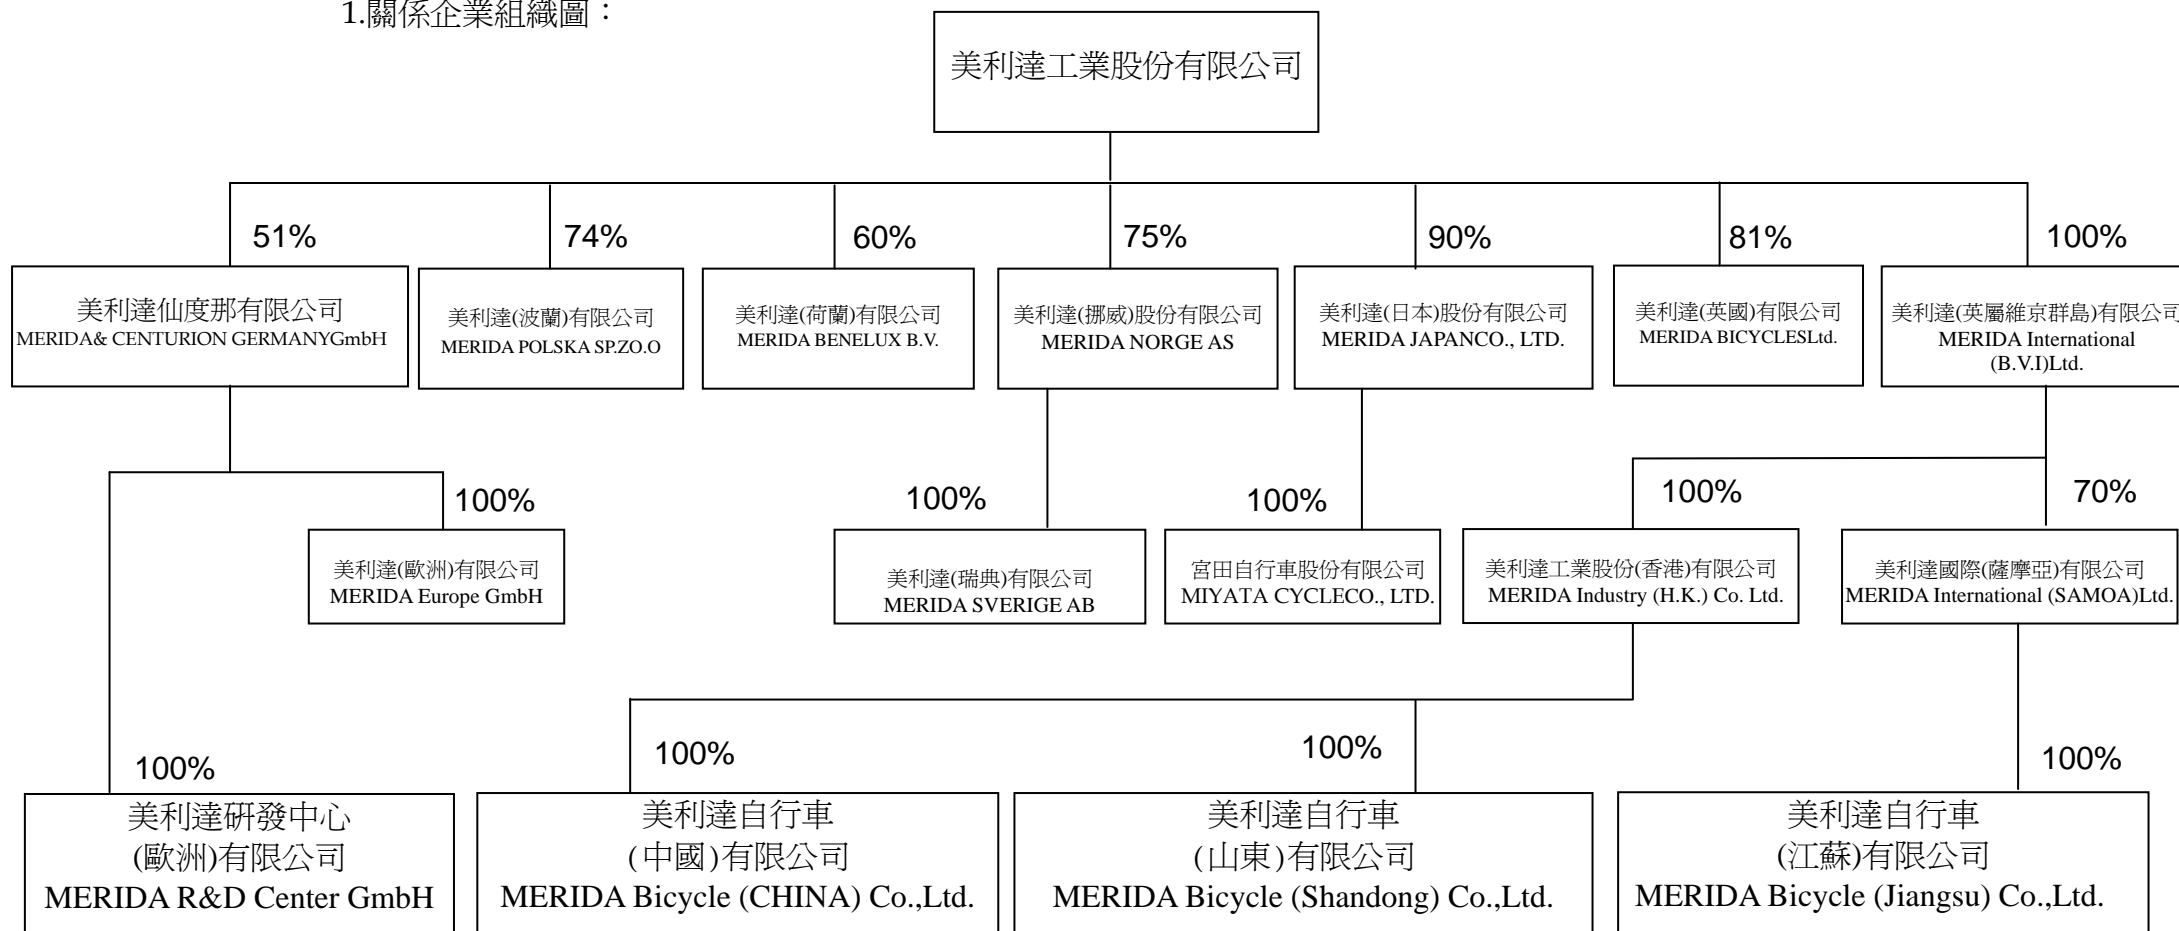 1.關係企業組織圖：
美利達工業股份有限公司
51%
74%
60%
75%
90%
81%
100%
美利達仙度那有限公司
MERIDA& CENTURION GERMANYGmbH
美利達(波蘭)有限公司
MERIDA POLSKA SP.ZO.O
美利達(荷蘭)有限公司
MERIDA BENELUX B.V.
美利達(挪威)股份有限公司
MERIDA NORGE AS
美利達(日本)股份有限公司
MERIDA JAPANCO., LTD.
美利達(英國)有限公司
MERIDA BICYCLESLtd.
美利達(英屬維京群島)有限公司
MERIDA International
(B.V.I)Ltd.
100%
100%
100%
100%
70%
美利達(歐洲)有限公司
MERIDA Europe GmbH
美利達(瑞典)有限公司
MERIDA SVERIGE AB
宮田自行車股份有限公司
MIYATA CYCLECO., LTD.
美利達工業股份(香港)有限公司
MERIDA Industry (H.K.) Co. Ltd.
美利達國際(薩摩亞)有限公司
MERIDA International (SAMOA)Ltd.
100%
100%
100%
100%
美利達研發中心
(歐洲)有限公司
MERIDA R&D Center GmbH
美利達自行車
(中國)有限公司
MERIDA Bicycle (CHINA) Co.,Ltd.
美利達自行車
(山東)有限公司
MERIDA Bicycle (Shandong) Co.,Ltd.
美利達自行車
(江蘇)有限公司
MERIDA Bicycle (Jiangsu) Co.,Ltd.